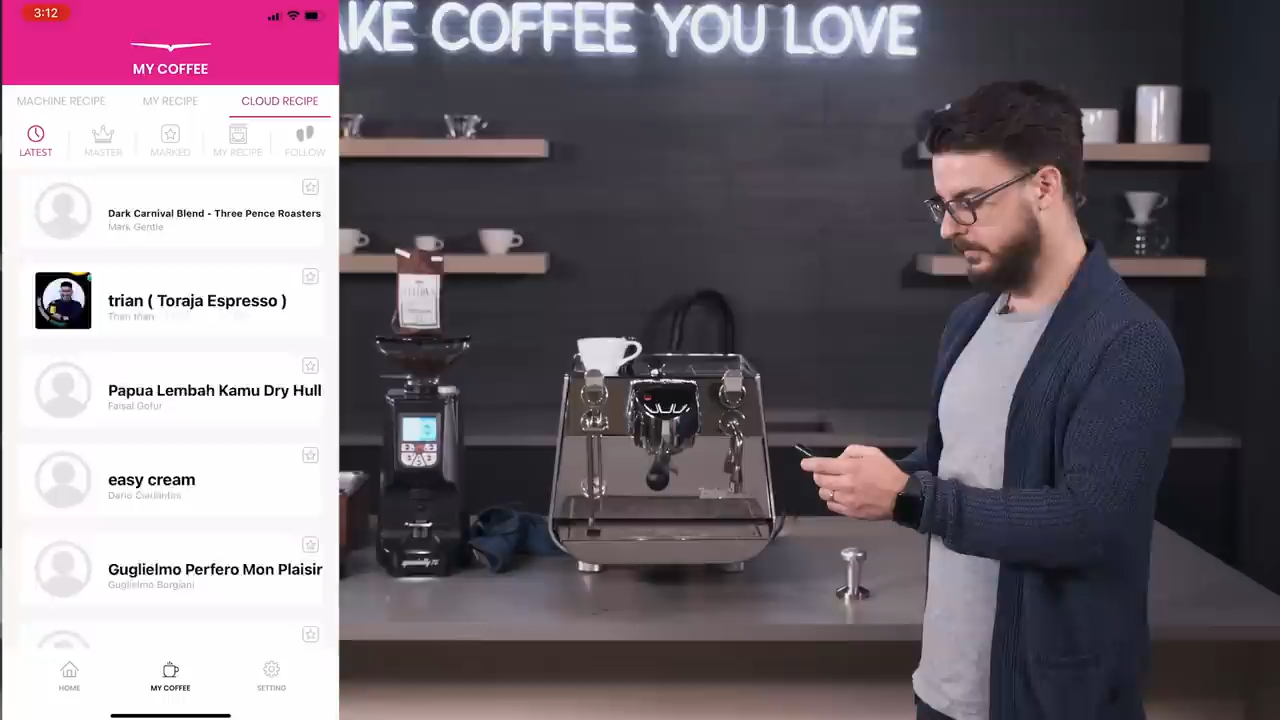 3:12
MY COFFEE
MACHINE RECIPE
MY RECIPE
CLOUD RECIPE
LATEST
MASTER
MARKED
MY RECIPE
FOLLOW
Dark Carnival Blend - Three Pence Roasters
Mark Gentle
trian ( Toraja Espresso )
Papua Lembah Kamu Dry Hull
Faisal Gofur
easy cream
Guglielmo Perfero Mon Plaisir
Guglielmo Borgiani
HOME
MY COFFEE
SETTING
AKE COFFEE YOU LOVE